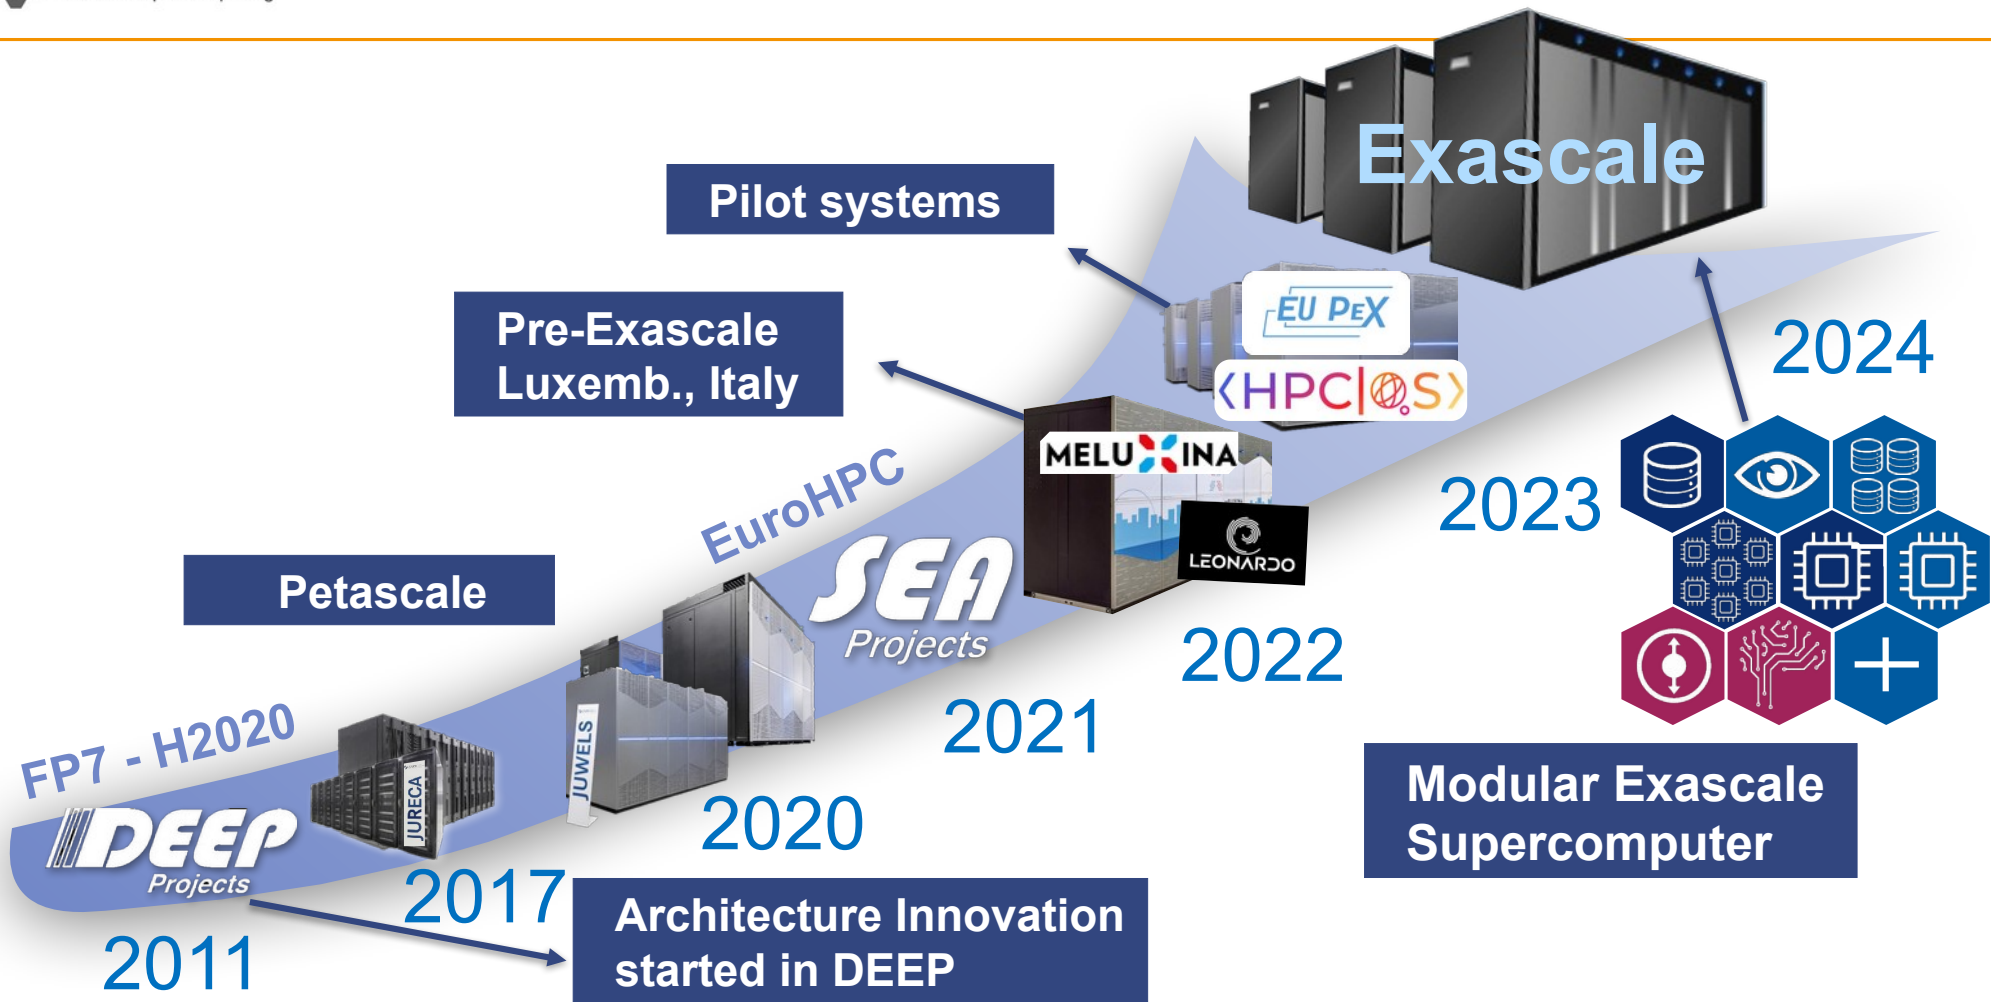 Exascale
Pilot systems
EU PEX
Pre-Exascale
Luxemb., Italy
2024
<HPC|QS>
MELUXINA
EuroHPC
2023
LEONARDO
SEA
Projects
Petascale
2022
2021
FP7 - H2020
JUWELS
JURECA
2020
DEEP
Projects
Modular Exascale
Supercomputer
2017
Architecture Innovation
started in DEEP
2011